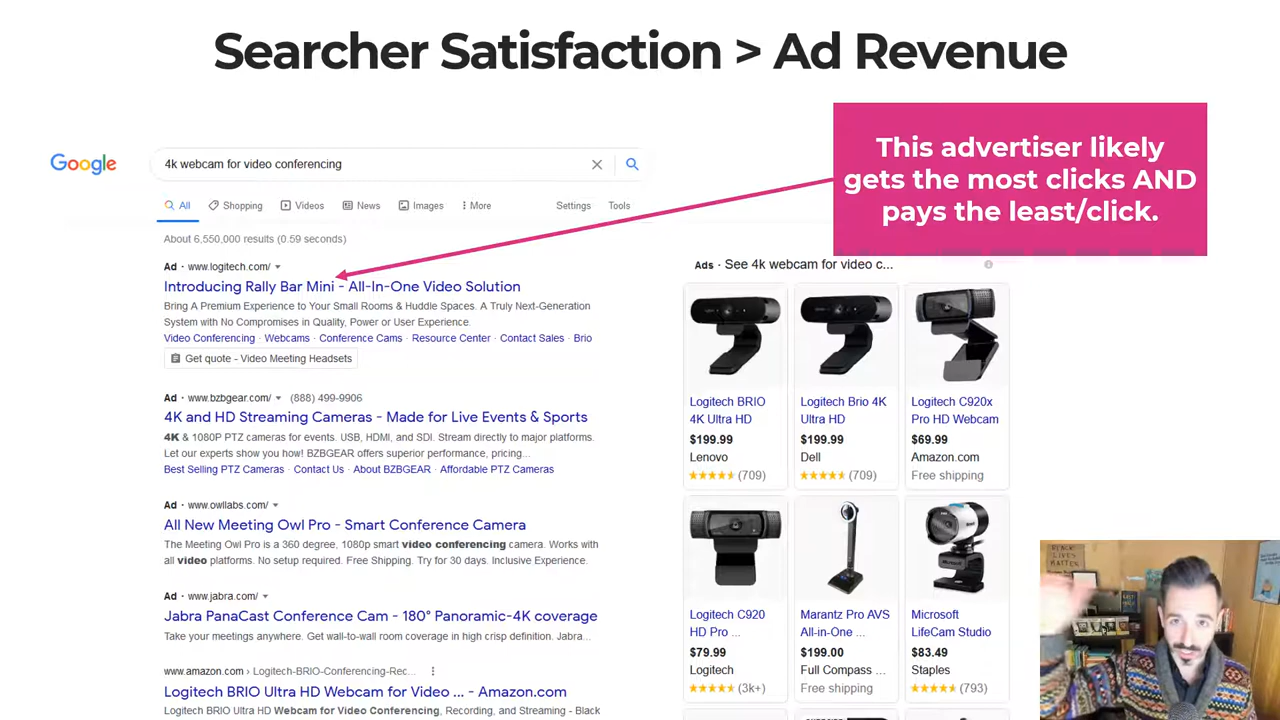 Searcher Satisfaction > Ad Revenue
This advertiser likely
gets the most clicks AND
pays the least/click.
Google
4k webcam for video conferencing
All
Shopping
Videos
News
Images
More
Settings
Tools
About 6,550,000 results (0.59 seconds)
Ad · www.logitech.com/
Introducing Rally Bar Mini - All-In-One Video Solution
Bring A Premium Experience to Your Small Rooms & Huddle Spaces. A Truly Next-Generation
System with No Compromises in Quality, Power or User Experience.
Video Conferencing · Webcams · Conference Cams · Resource Center · Contact Sales · Brio
Get quote - Video Meeting Headsets
Ad · www.bzbgear.com/ (888) 499-9906
4K and HD Streaming Cameras - Made for Live Events & Sports
4K & 1080P PTZ cameras for events. USB, HDMI, and SDI. Stream directly to major platforms.
Let our experts show you how! BZBGEAR offers superior performance, pricing...
Best Selling PTZ Cameras · Contact Us · About BZBGEAR · Affordable PTZ Cameras
Ad · www.owllabs.com/
All New Meeting Owl Pro - Smart Conference Camera
The Meeting Owl Pro is a 360 degree, 1080p smart video conferencing camera. Works with
all video platforms. No setup required. Free Shipping. Try for 30 days. Inclusive Experience.
Ad · www.jabra.com/
Jabra PanaCast Conference Cam - 180° Panoramic-4K coverage
Take your meetings anywhere. Get wall-to-wall room coverage in high crisp definition. Jabra...
www.amazon.com › Logitech-BRIO-Conferencing-Rec...
Logitech BRIO Ultra HD Webcam for Video ... - Amazon.com
Logitech BRIO Ultra HD Webcam for Video Conferencing, Recording, and Streaming - Black
Ads · See 4k webcam for video c...
Logitech BRIO
4K Ultra HD
$199.99
Lenovo
(709)
Logitech Brio 4K
Ultra HD
$199.99
Dell
(709)
Logitech C920x
Pro HD Webcam
$69.99
Amazon.com
Free shipping
Logitech C920
HD Pro ...
$79.99
Logitech
(3k+)
Marantz Pro AVS
All-in-One ...
$199.00
Full Compass ...
Free shipping
Microsoft
LifeCam Studio
$83.49
Staples
(793)
BLACK
LIVES
MATTER